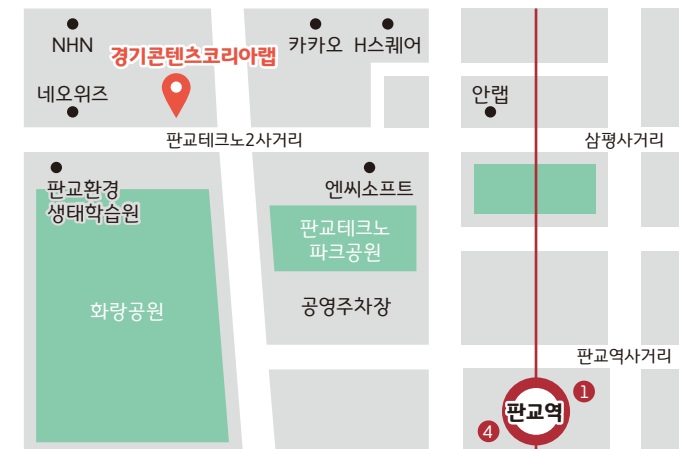 NHN
경기콘텐츠코리아랩
카카오
H스퀘어
네오위즈
안랩
판교테크노2사거리
삼평사거리
판교환경
생태학습원
엔씨소프트
판교테크노
파크공원
화랑공원
공영주차장
판교역사거리
1
판교역
4